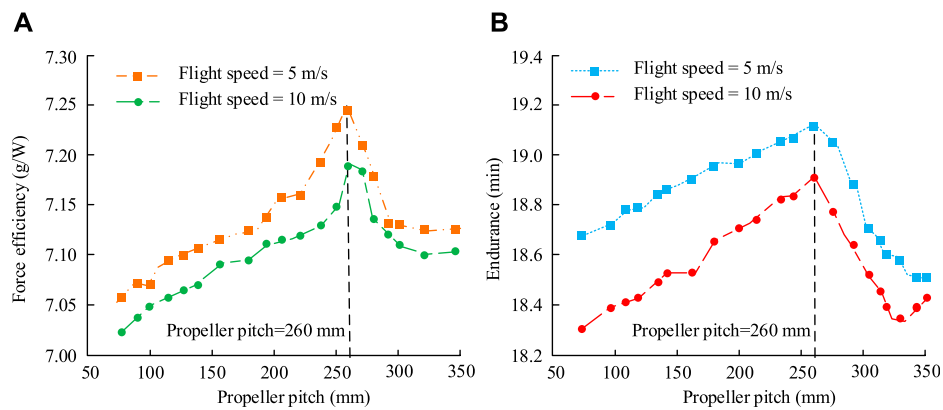 A
7.30
7.25
7.20
7.15
7.10
7.05
7.00
Force efficiency (g/W)
Flight speed = 5 m/s
Flight speed = 10 m/s
Propeller pitch=260 mm
50 100 150 200 250 300 350
Propeller pitch (mm)
B
19.4
19.2
19.0
18.8
18.6
18.4
18.2
Endurance (min)
Flight speed = 5 m/s
Flight speed = 10 m/s
Propeller pitch=260 mm
50 100 150 200 250 300 350
Propeller pitch (mm)